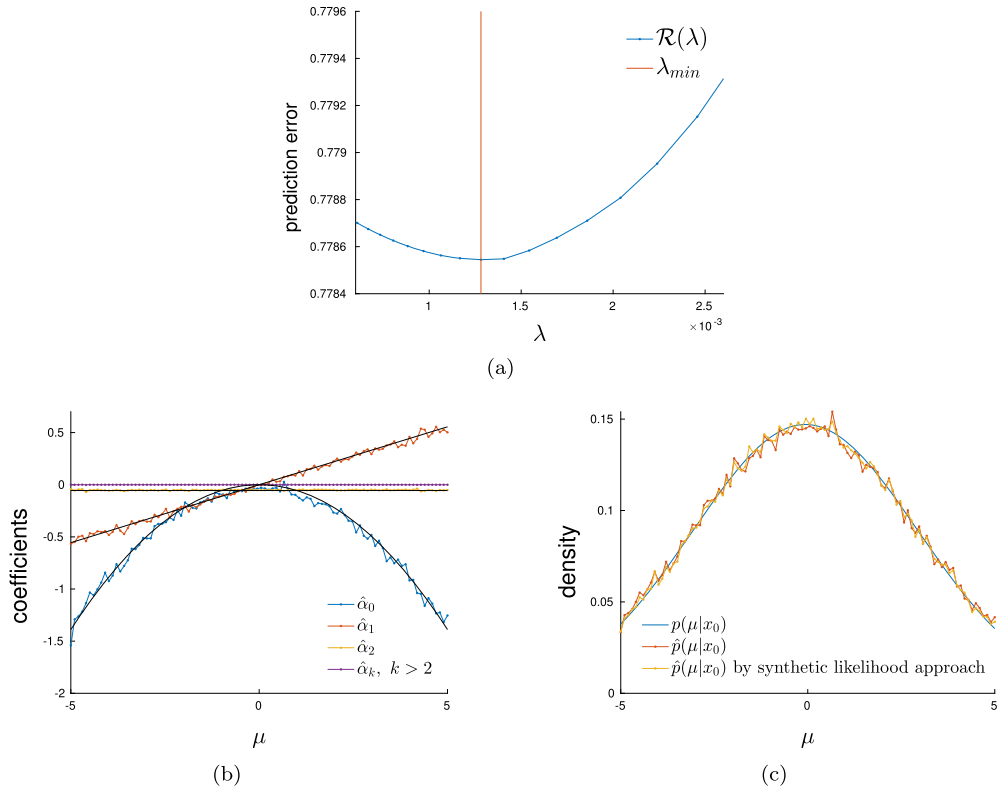 0.7796
0.7794
0.7792
0.779
0.7788
0.7786
0.7784
prediction error
ℛ(λ)
λ_min
1
1.5
2
2.5
×10^-3
λ
(a)
0.5
0
-0.5
-1
-1.5
-2
coefficients
α̂_0
α̂_1
α̂_2
α̂_k, k > 2
-5
0
5
μ
(b)
0.15
0.1
0.05
0
density
p(μ|x_0)
p̂(μ|x_0)
p̂(μ|x_0) by synthetic likelihood approach
-5
0
5
μ
(c)